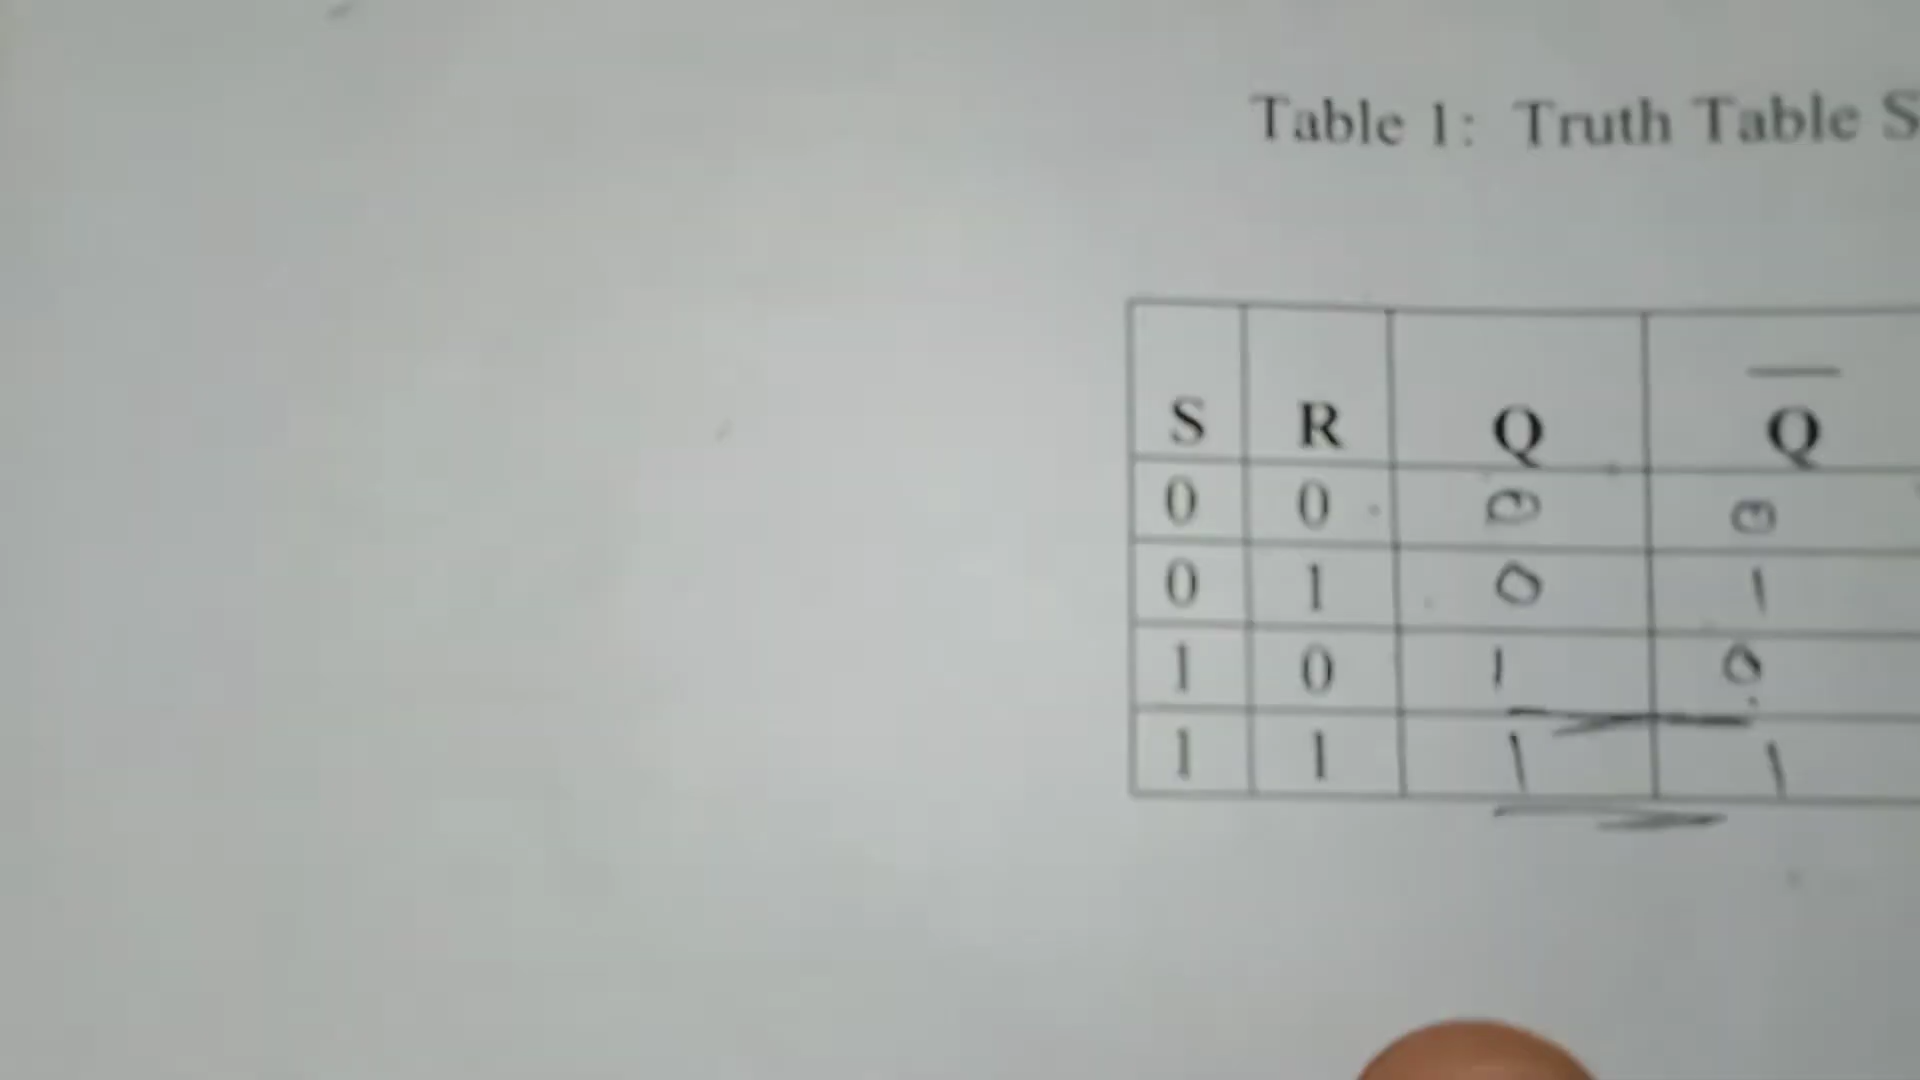 Table 1: Truth Table S
S R Q Q̅
0 0 0 0
0 1 0 1
1 0 1 0
1 1 1 1